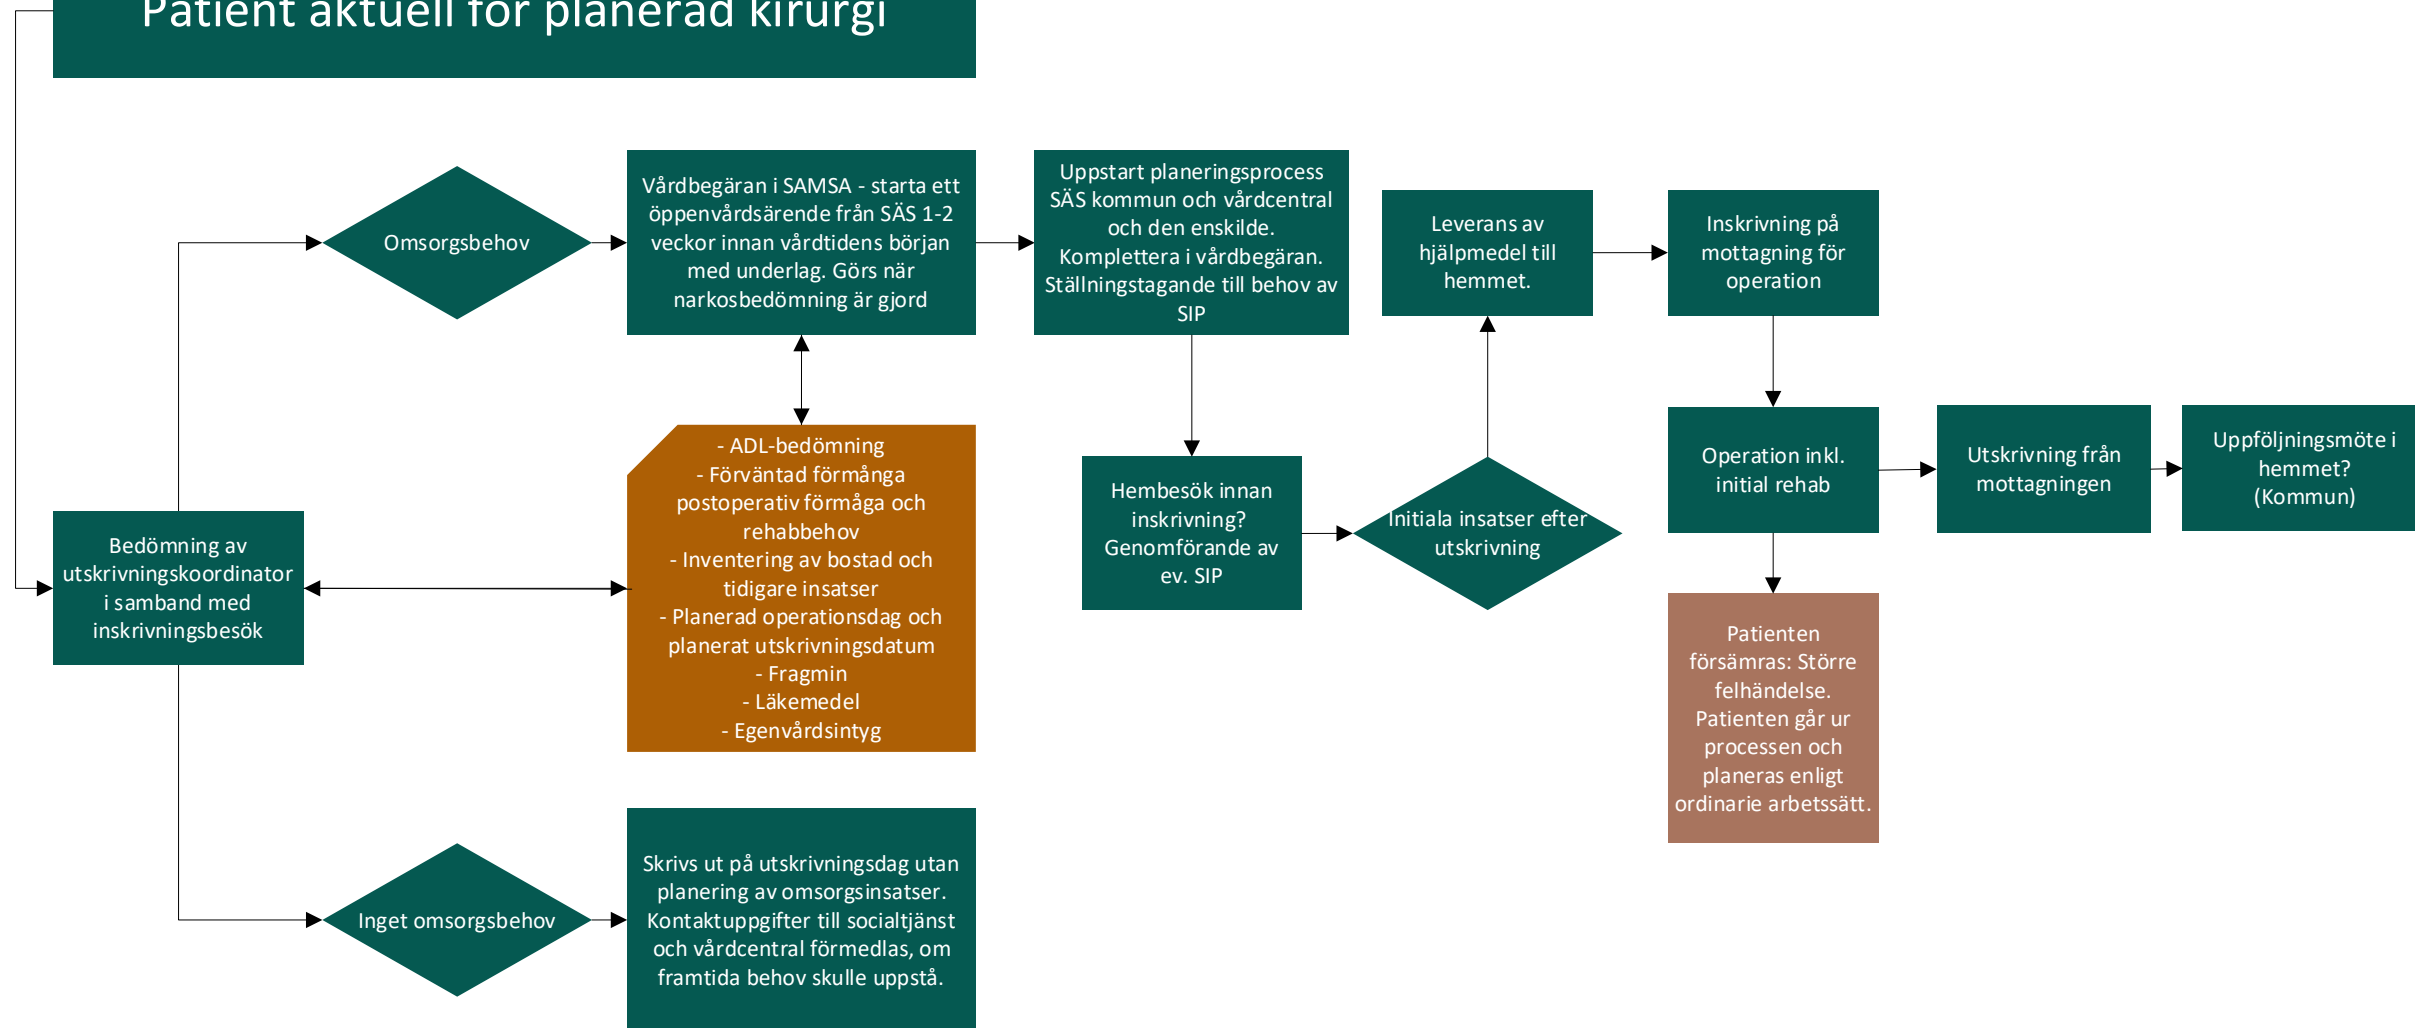 Patient aktuell för planerad kirurgi
Omsorgsbehov
Vårdbegäran i SAMSA - starta ett
öppenvårdsärende från SÄS 1-2
veckor innan vårdtidens början
med underlag. Görs när
narkosbedömning är gjord
Uppstart planeringsprocess
SÄS kommun och vårdcentral
och den enskilde.
Komplettera i vårdbegäran.
Ställningstagande till behov av
SIP
Leverans av
hjälpmedel till
hemmet.
Inskrivning på
mottagning för
operation
Bedömning av
utskrivningskoordinator
i samband med
inskrivningsbesök
- ADL-bedömning
- Förväntad förmånga
postoperativ förmåga och
rehabbehov
- Inventering av bostad och
tidigare insatser
- Planerad operationsdag och
planerat utskrivningsdatum
- Fragmin
- Läkemedel
- Egenvårdsintyg
Hembesök innan
inskrivning?
Genomförande av
ev. SIP
Initiala insatser efter
utskrivning
Operation inkl.
initial rehab
Utskrivning från
mottagningen
Uppföljningsmöte i
hemmet?
(Kommun)
Patienten
försämras: Större
felhändelse.
Patienten går ur
processen och
planeras enligt
ordinarie arbetssätt.
Inget omsorgsbehov
Skrivs ut på utskrivningsdag utan
planering av omsorgsinsatser.
Kontaktuppgifter till socialtjänst
och vårdcentral förmedlas, om
framtida behov skulle uppstå.